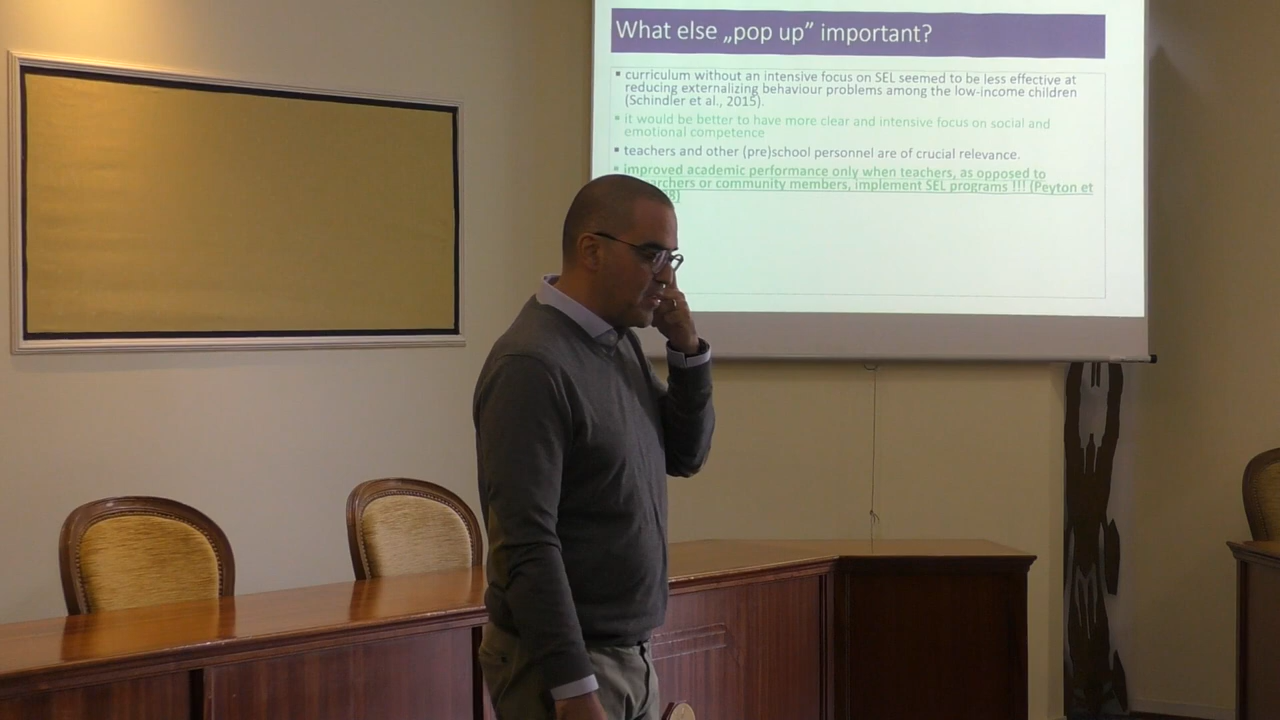 What else „pop up” important?
curriculum without an intensive focus on SEL seemed to be less effective at
reducing externalizing behaviour problems among the low-income children
(Schindler et al., 2015).
it would be better to have more clear and intensive focus on social and
emotional competence
teachers and other (pre)school personnel are of crucial relevance.
improved academic performance only when teachers, as opposed to
or community members, implement SEL programs !!! (Peyton et